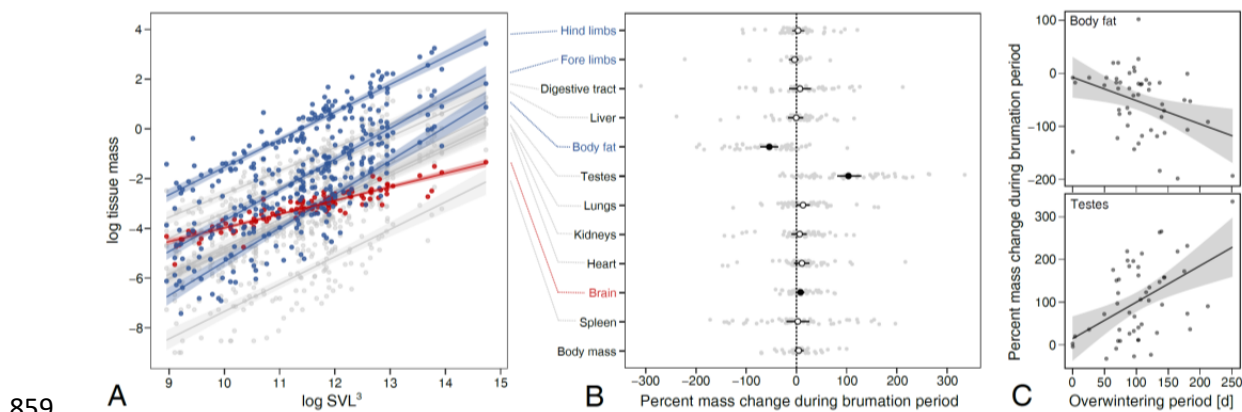 4
2
0
−2
−4
−6
−8
log tissue mass
9
10
11
12
13
14
15
log SVL³
A
Hind limbs
Fore limbs
Digestive tract
Liver
Body fat
Testes
Lungs
Kidneys
Heart
Brain
Spleen
Body mass
−300
−200
−100
0
100
200
300
Percent mass change during brumation period
B
Body fat
100
0
−100
−200
Testes
300
200
100
0
Percent mass change during brumation period
0
50
100
150
200
250
Overwintering period [d]
C
859